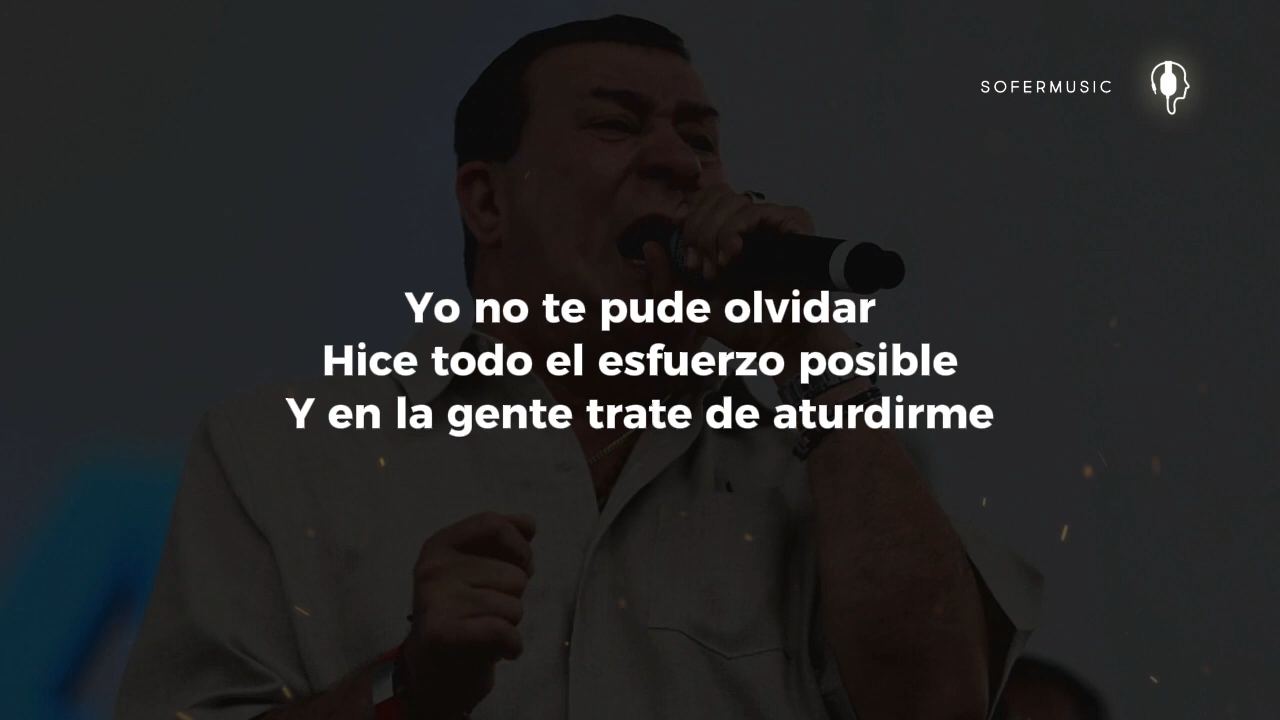 SOFERMUSIC
Yo no te pude olvidar
Hice todo el esfuerzo posible
Y en la gente trate de aturdirme